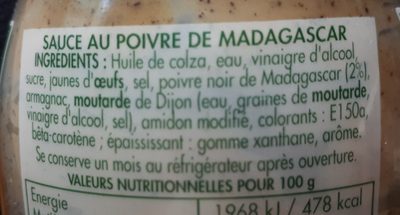 SAUCE AU POIVRE DE MADAGASCAR
INGRÉDIENTS : Huile de colza, eau, vinaigre d'alcool,
sucre, jaunes d'œufs, sel, poivre noir de Madagascar (2%),
armagnac, moutarde de Dijon (eau, graines de moutarde,
vinaigre d'alcool, sel), amidon modifié, colorants : E150a,
bêta-carotène ; épaississant : gomme xanthane, arôme.
Se conserve un mois au réfrigérateur après ouverture.
VALEURS NUTRITIONNELLES POUR 100 g
Energie 1968 kJ / 478 kcal